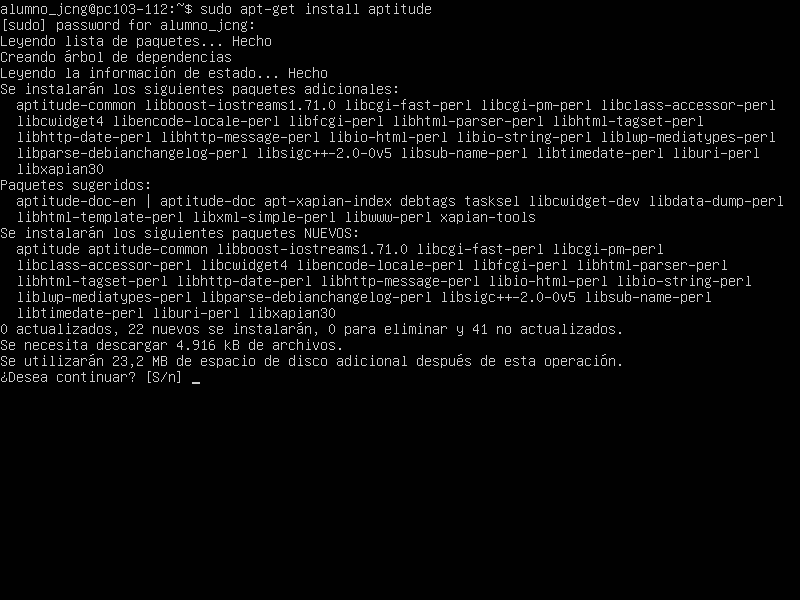 alumno_jcng@pc103-112:~$ sudo apt-get install aptitude
[sudo] password for alumno_jcng:
Leyendo lista de paquetes... Hecho
Creando árbol de dependencias
Leyendo la información de estado... Hecho
Se instalarán los siguientes paquetes adicionales:
  aptitude-common libboost-iostreams1.71.0 libcgi-fast-perl libcgi-pm-perl libclass-accessor-perl
  libcwidget4 libencode-locale-perl libfcgi-perl libhtml-parser-perl libhtml-tagset-perl
  libhttp-date-perl libhttp-message-perl libio-html-perl libio-string-perl liblwp-mediatypes-perl
  libparse-debianchangelog-perl libsigc++-2.0-0v5 libsub-name-perl libtimedate-perl liburi-perl
  libxapian30
Paquetes sugeridos:
  aptitude-doc-en | aptitude-doc apt-xapian-index debtags tasksel libcwidget-dev libdata-dump-perl
  libhtml-template-perl libxml-simple-perl libwww-perl xapian-tools
Se instalarán los siguientes paquetes NUEVOS:
  aptitude aptitude-common libboost-iostreams1.71.0 libcgi-fast-perl libcgi-pm-perl
  libclass-accessor-perl libcwidget4 libencode-locale-perl libfcgi-perl libhtml-parser-perl
  libhtml-tagset-perl libhttp-date-perl libhttp-message-perl libio-html-perl libio-string-perl
  liblwp-mediatypes-perl libparse-debianchangelog-perl libsigc++-2.0-0v5 libsub-name-perl
  libtimedate-perl liburi-perl libxapian30
0 actualizados, 22 nuevos se instalarán, 0 para eliminar y 41 no actualizados.
Se necesita descargar 4.916 kB de archivos.
Se utilizarán 23,2 MB de espacio de disco adicional después de esta operación.
¿Desea continuar? [S/n] _